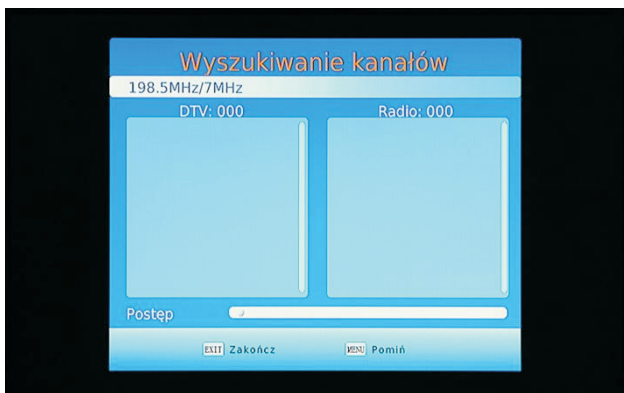 Wyszukiwanie kanałów
198.5MHz/7MHz
DTV: 000 Radio: 000
Postęp
EXIT Zakończ MENU Pomiń